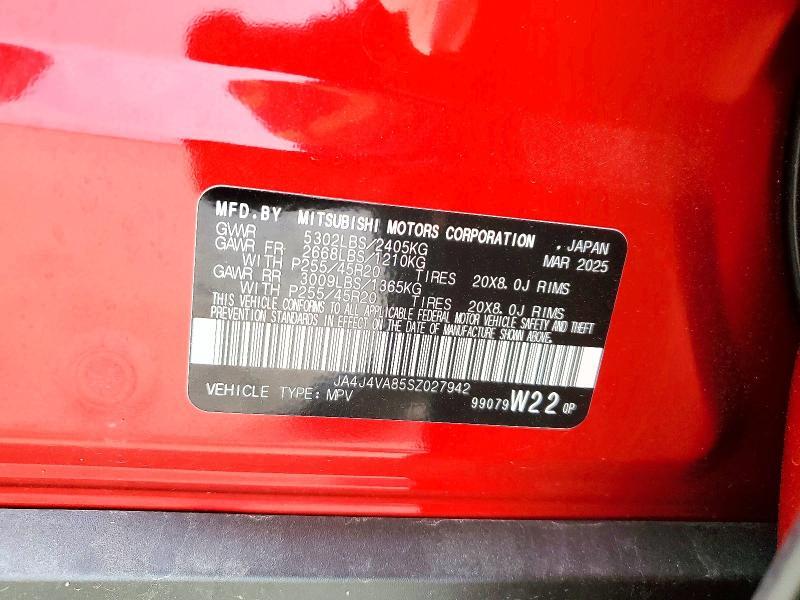 MFD. BY MITSUBISHI MOTORS CORPORATION , JAPAN
GVWR 5302LBS/2405KG MAR 2025
GAWR FR 2668LBS/1210KG
WITH P255/45R20 TIRES 20X8.0J RIMS
GAWR RR 3009LBS/1365KG
WITH P255/45R20 TIRES 20X8.0J RIMS
THIS VEHICLE CONFORMS TO ALL APPLICABLE FEDERAL MOTOR VEHICLE SAFETY AND THEFT
PREVENTION STANDARDS IN EFFECT ON THE DATE OF MANUFACTURE SHOWN ABOVE.
JA4J4VA85SZ027942
VEHICLE TYPE: MPV 99079 W22 0P